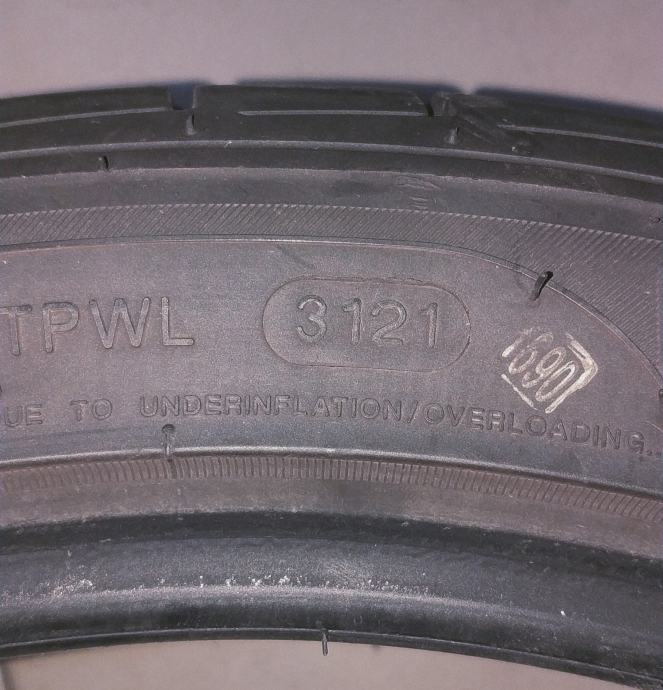 TPWL 3121
690
UE TO UNDERINFLATION/OVERLOADING..